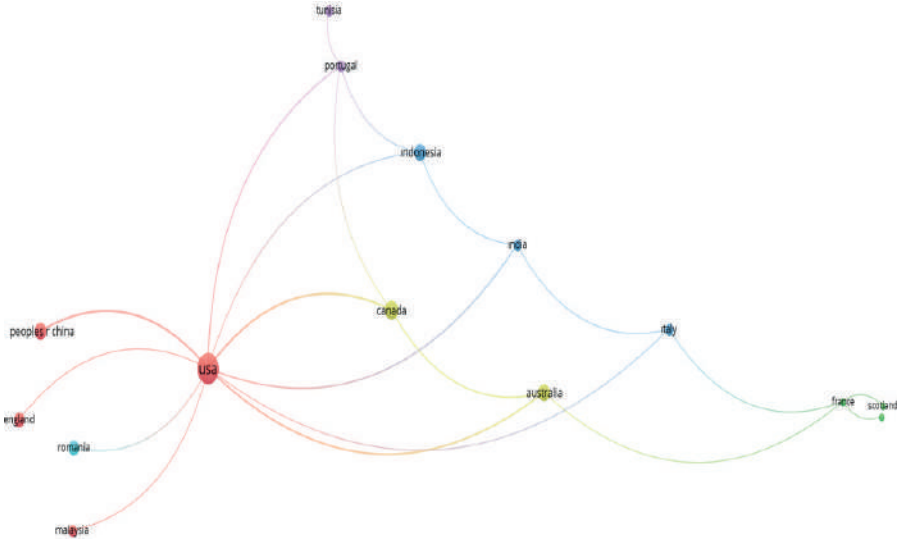 tunisia
portugal
indonesia
india
canada
peoples r china
italy
usa
australia
france
scotland
england
romania
malaysia